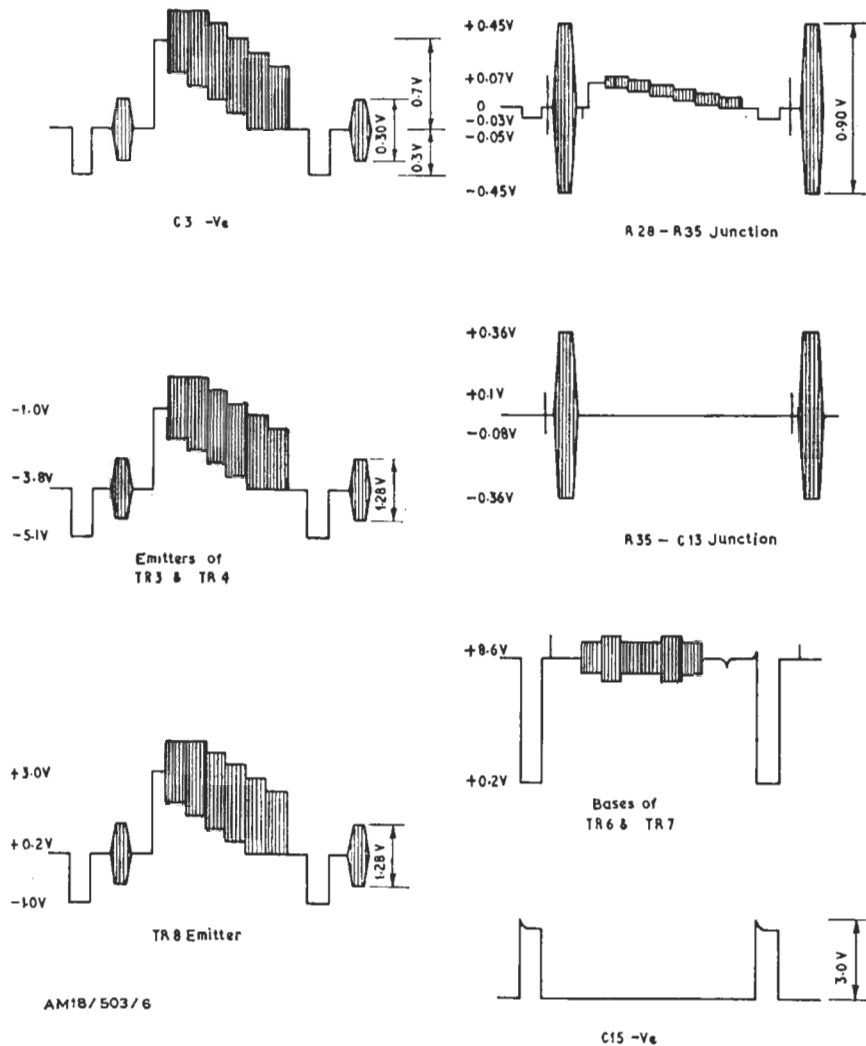 0.7V
0.30V
0.3V
C3 -Ve
+0.45V
+0.07V
0
-0.03V
-0.05V
-0.45V
0.90V
R28 - R35 Junction
-1.0V
-3.8V
-5.1V
1.28V
Emitters of
TR3 & TR4
+0.36V
+0.1V
-0.08V
-0.36V
R35 - C13 Junction
+3.0V
+0.2V
-1.0V
1.28V
TR8 Emitter
+8.6V
+0.2V
Bases of
TR6 & TR7
3.0V
C15 -Ve
AM18/503/6